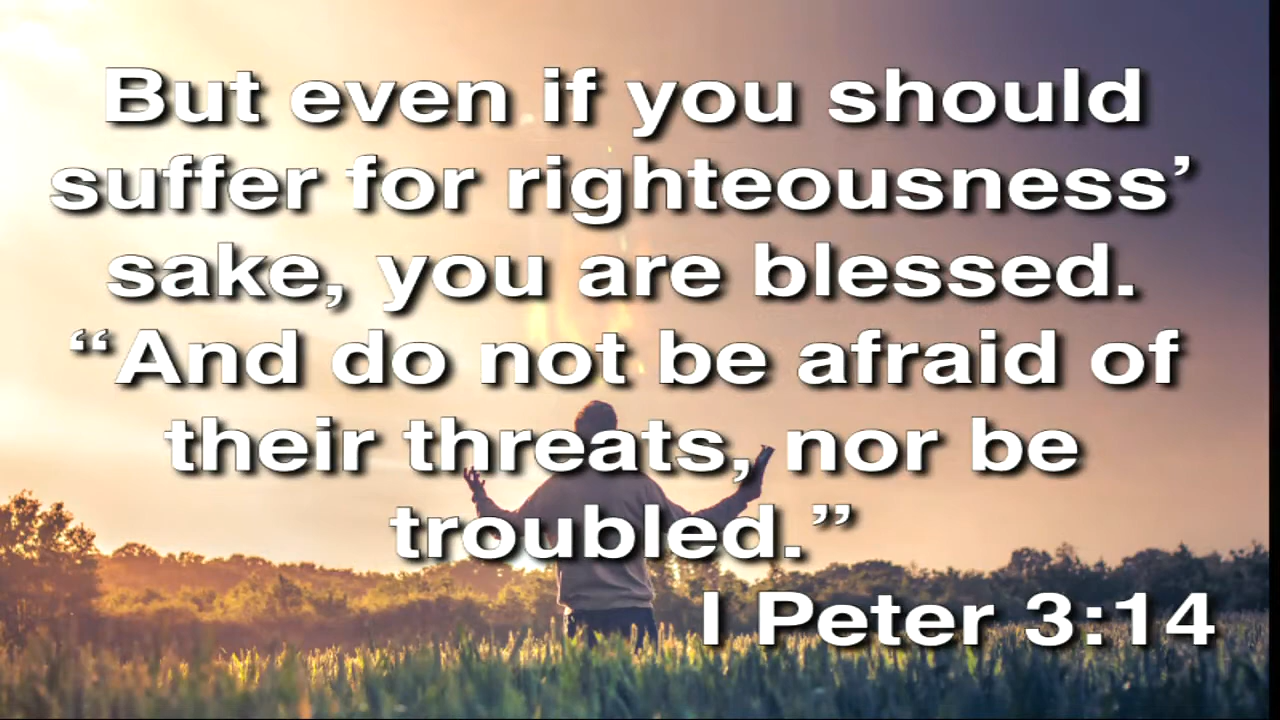 But even if you should
suffer for righteousness’
sake, you are blessed.
“And do not be afraid of
their threats, nor be
troubled.”
I Peter 3:14